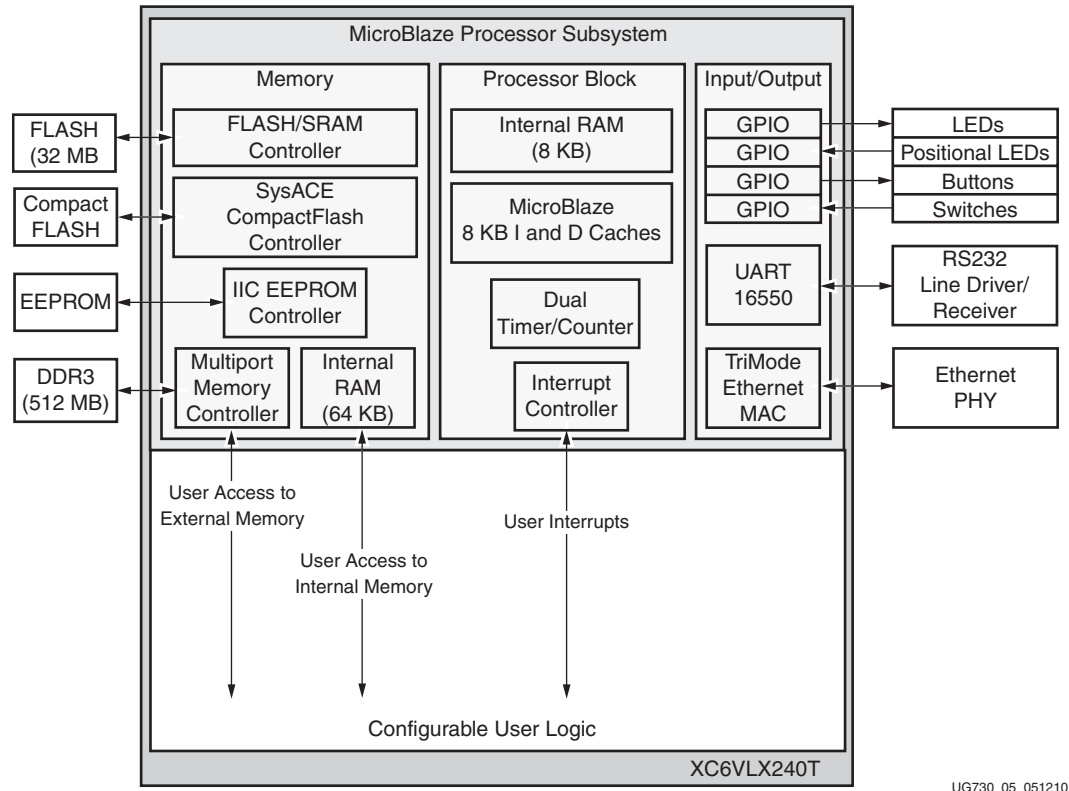 MicroBlaze Processor Subsystem
Memory
Processor Block
Input/Output
FLASH
(32 MB
FLASH/SRAM
Controller
Internal RAM
(8 KB)
GPIO
GPIO
GPIO
GPIO
LEDs
Positional LEDs
Buttons
Switches
Compact
FLASH
SysACE
CompactFlash
Controller
MicroBlaze
8 KB I and D Caches
EEPROM
IIC EEPROM
Controller
Dual
Timer/Counter
UART
16550
RS232
Line Driver/
Receiver
DDR3
(512 MB)
Multiport
Memory
Controller
Internal
RAM
(64 KB)
Interrupt
Controller
TriMode
Ethernet
MAC
Ethernet
PHY
User Access to
External Memory
User Access to
Internal Memory
User Interrupts
Configurable User Logic
XC6VLX240T
UG730_05_051210